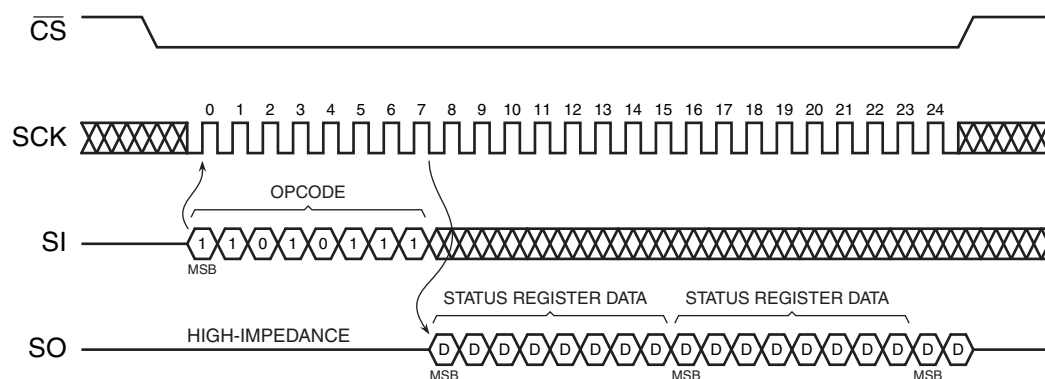 CS
SCK 0 1 2 3 4 5 6 7 8 9 10 11 12 13 14 15 16 17 18 19 20 21 22 23 24
OPCODE
SI 1 1 0 1 0 1 1 1
MSB
STATUS REGISTER DATA STATUS REGISTER DATA
HIGH-IMPEDANCE
SO D D D D D D D D D D D D D D D D D D
MSB MSB MSB